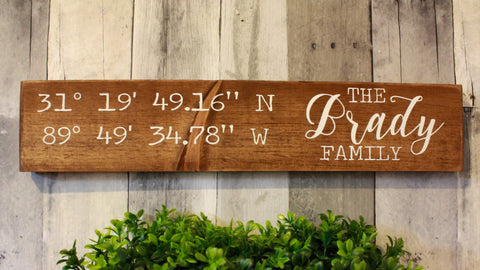 31° 19' 49.16" N
89° 49' 34.78" W
THE
Brady
FAMILY